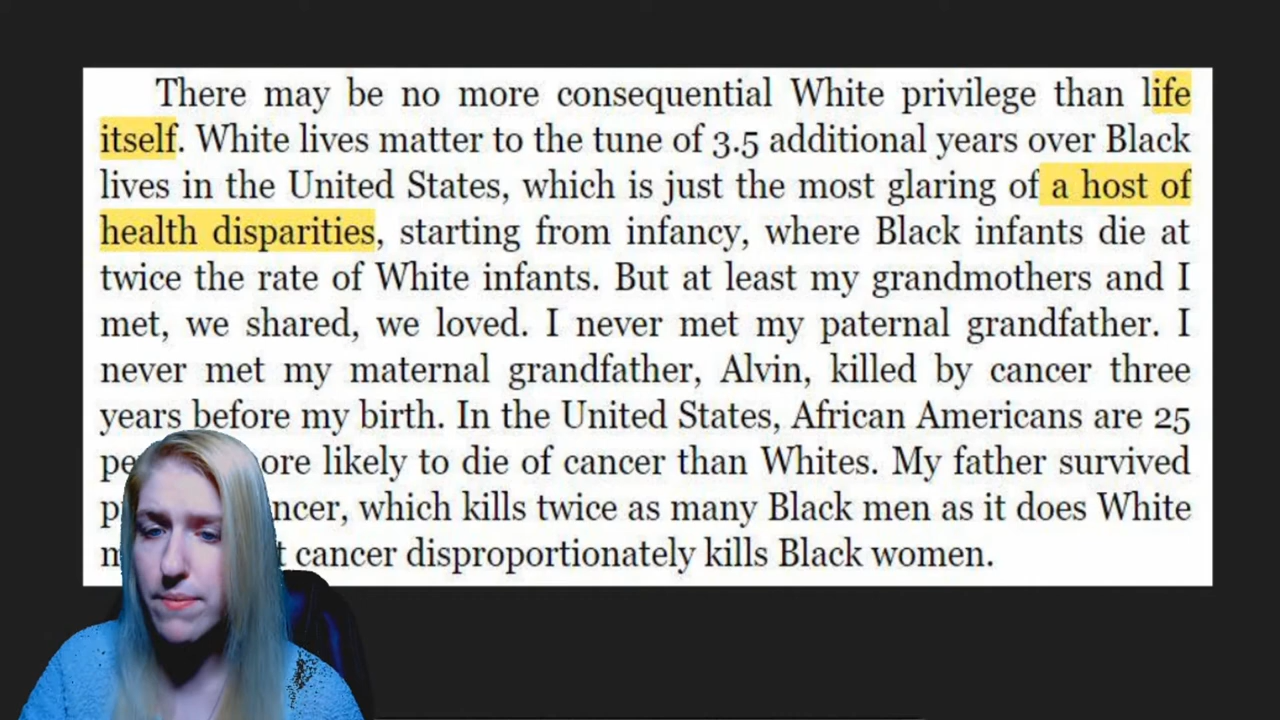 There may be no more consequential White privilege than life
itself. White lives matter to the tune of 3.5 additional years over Black
lives in the United States, which is just the most glaring of a host of
health disparities, starting from infancy, where Black infants die at
twice the rate of White infants. But at least my grandmothers and I
met, we shared, we loved. I never met my paternal grandfather. I
never met my maternal grandfather, Alvin, killed by cancer three
years before my birth. In the United States, African Americans are 25
likely to die of cancer than Whites. My father survived
which kills twice as many Black men as it does White
cancer disproportionately kills Black women.